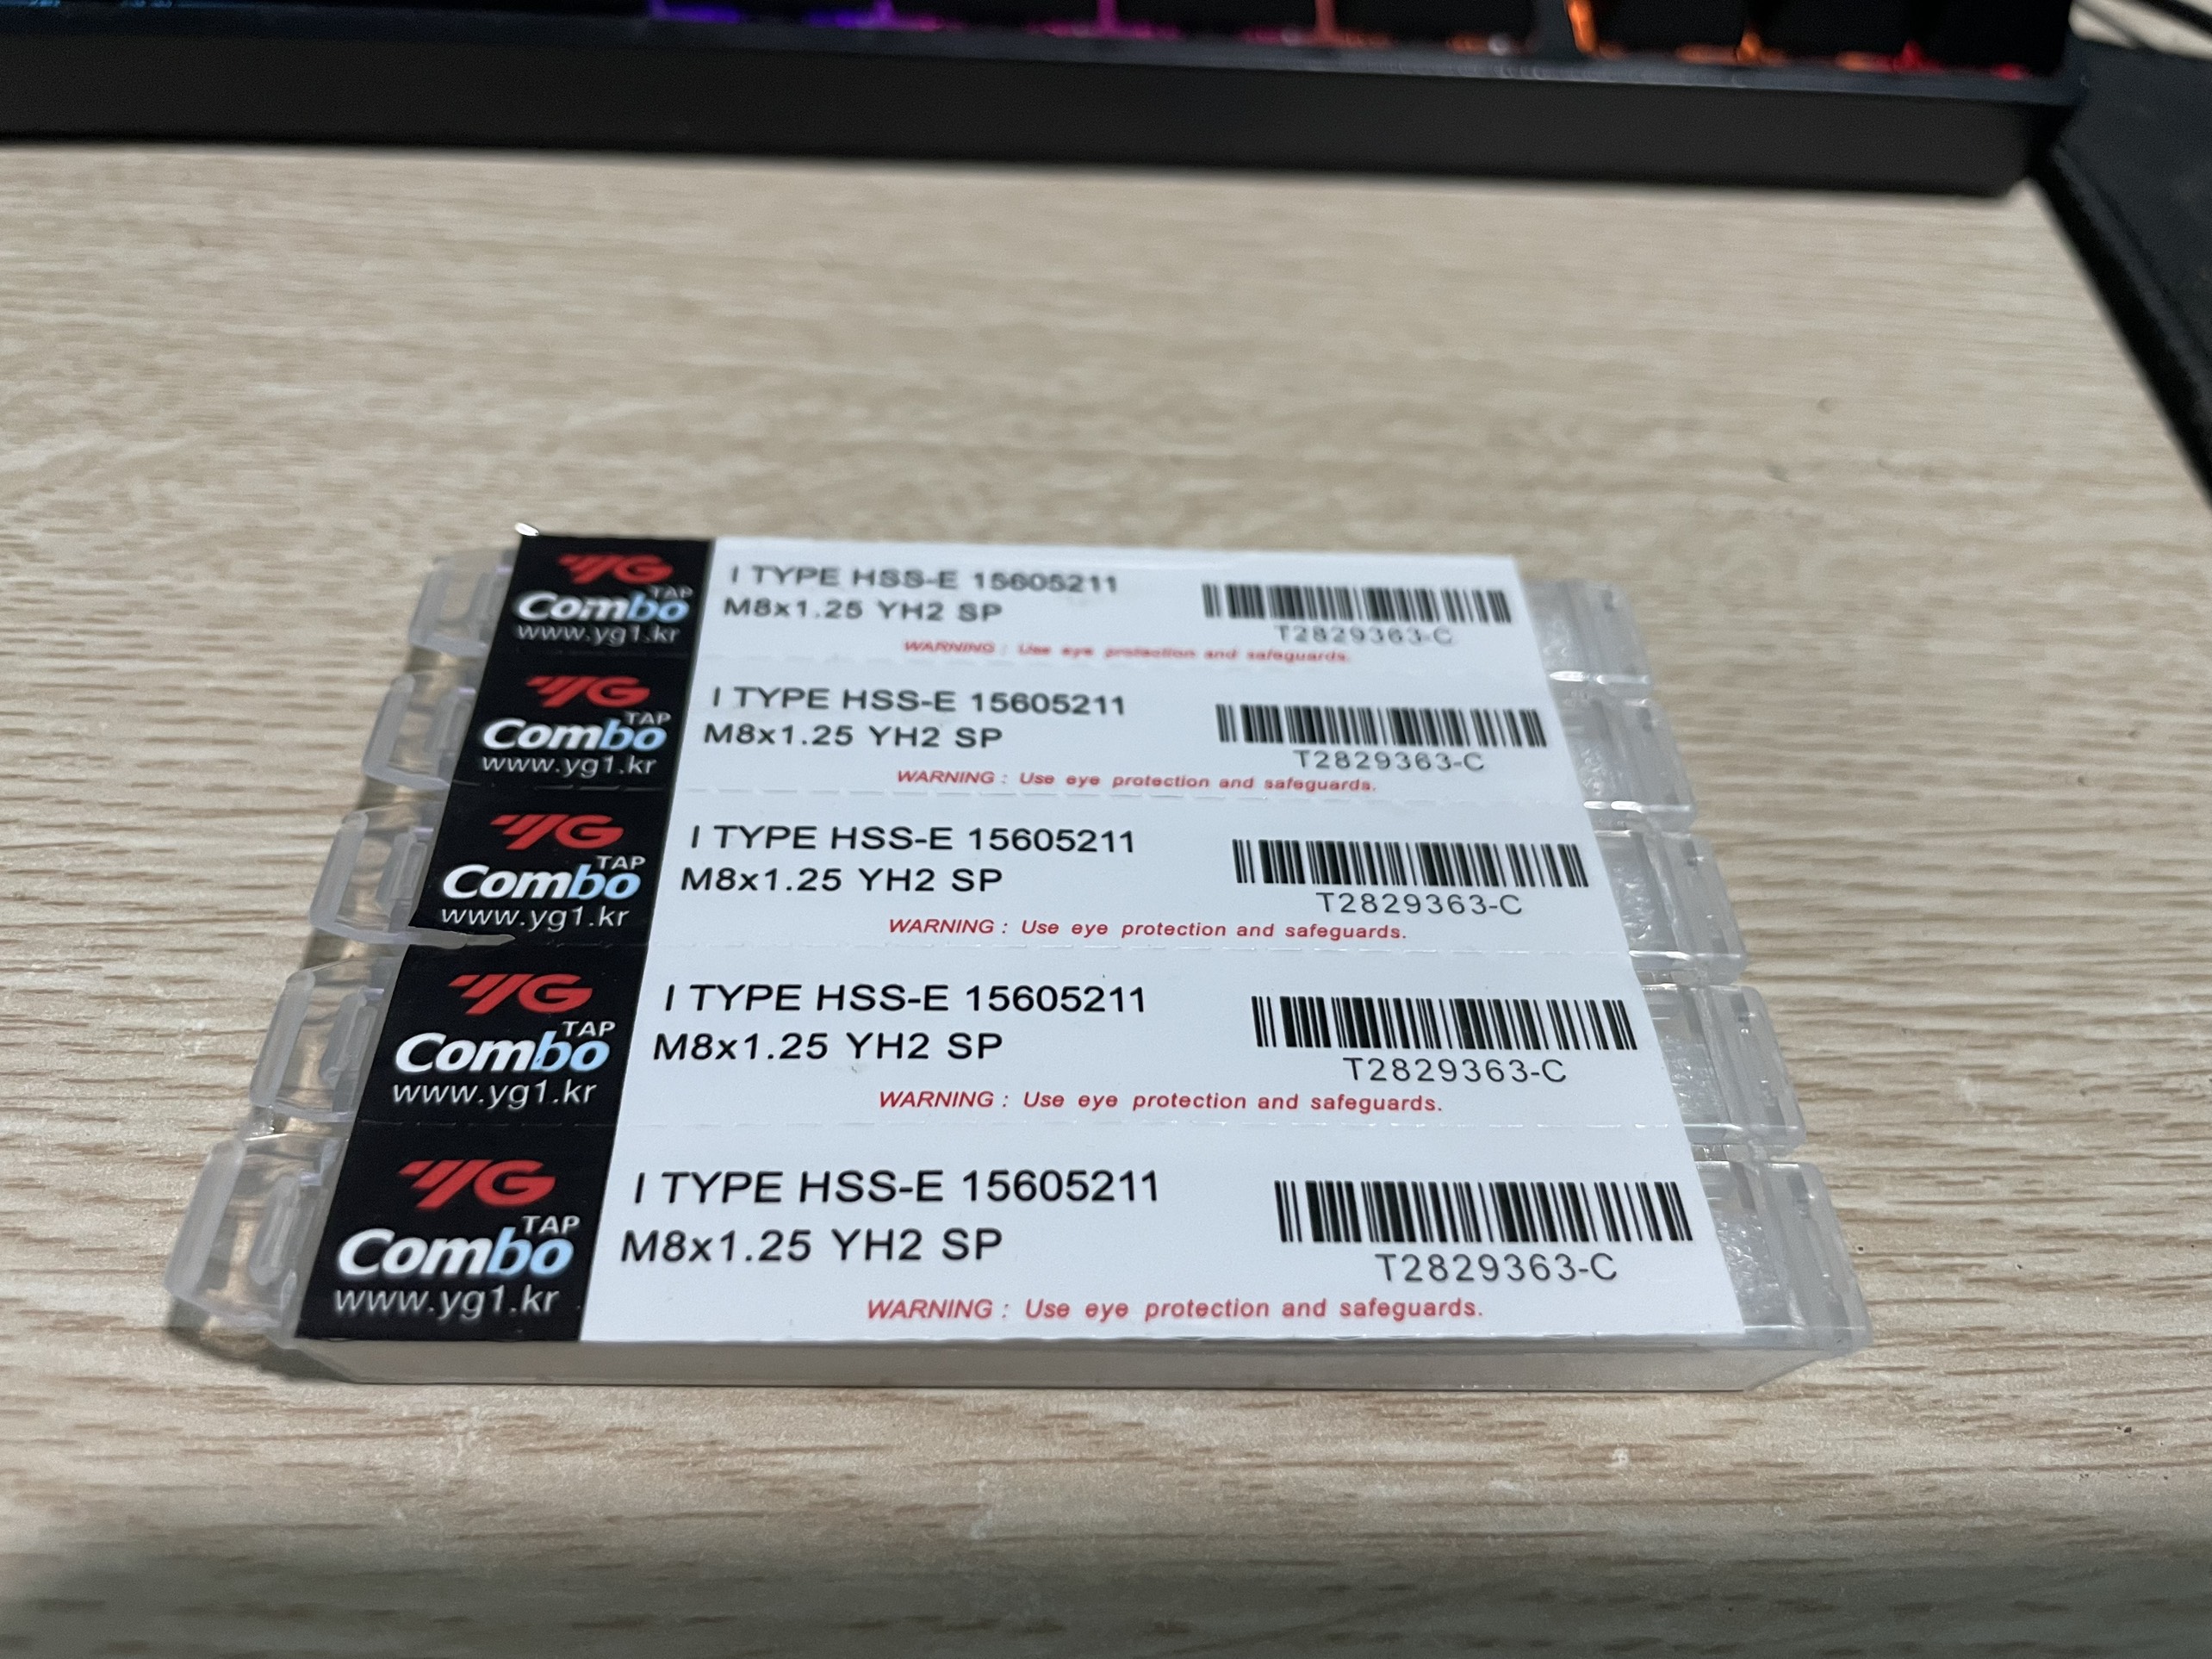 YG
TAP
Combo
www.yg1.kr
I TYPE HSS-E 15605211
M8x1.25 YH2 SP
T2829363-C
WARNING : Use eye protection and safeguards.
YG
TAP
Combo
www.yg1.kr
I TYPE HSS-E 15605211
M8x1.25 YH2 SP
T2829363-C
WARNING : Use eye protection and safeguards.
YG
TAP
Combo
www.yg1.kr
I TYPE HSS-E 15605211
M8x1.25 YH2 SP
T2829363-C
WARNING : Use eye protection and safeguards.
YG
TAP
Combo
www.yg1.kr
I TYPE HSS-E 15605211
M8x1.25 YH2 SP
T2829363-C
WARNING : Use eye protection and safeguards.
YG
TAP
Combo
www.yg1.kr
I TYPE HSS-E 15605211
M8x1.25 YH2 SP
T2829363-C
WARNING : Use eye protection and safeguards.